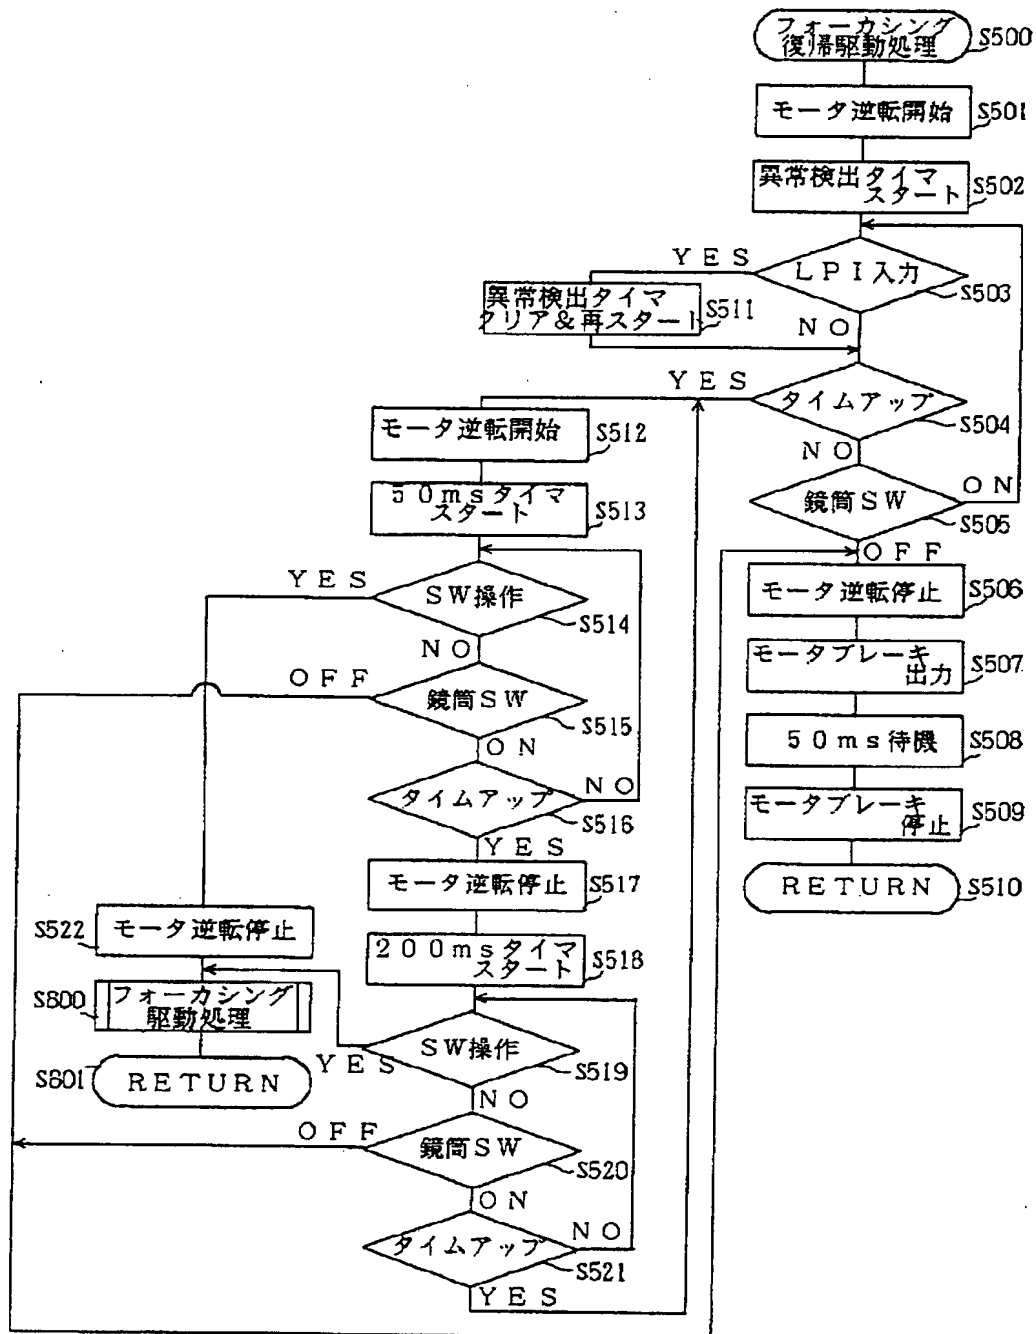 フォーカシング
復帰駆動処理
S500
モータ逆転開始
S501
異常検出タイマ
スタート
S502
YES
LPI入力
S503
異常検出タイマ
クリア&再スタート
S511
NO
YES
タイムアップ
S504
モータ逆転開始
S512
NO
50msタイマ
スタート
S513
鏡筒SW
ON
S505
OFF
YES
SW操作
S514
モータ逆転停止
S506
NO
OFF
鏡筒SW
S515
モータブレーキ
出力
S507
ON
50ms待機
S508
タイムアップ
NO
S516
モータブレーキ
停止
S509
YES
モータ逆転停止
S517
RETURN
S510
S522
モータ逆転停止
200msタイマ
スタート
S518
S600
フォーカシング
駆動処理
YES
SW操作
S519
S601
RETURN
NO
OFF
鏡筒SW
S520
ON
タイムアップ
NO
S521
YES